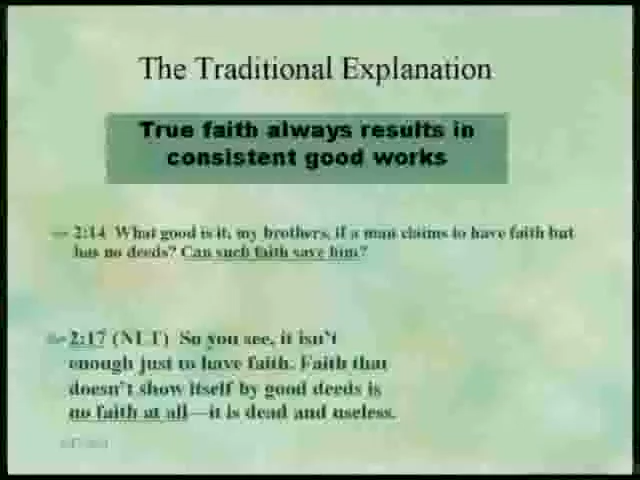 The Traditional Explanation
True faith always results in
consistent good works
2:14 What good is it, my brothers, if a man claims to have faith but
has no deeds? Can such faith save him?
2:17 (NLT) So you see, it isn't
enough just to have faith. Faith that
doesn't show itself by good deeds is
no faith at all—it is dead and useless.